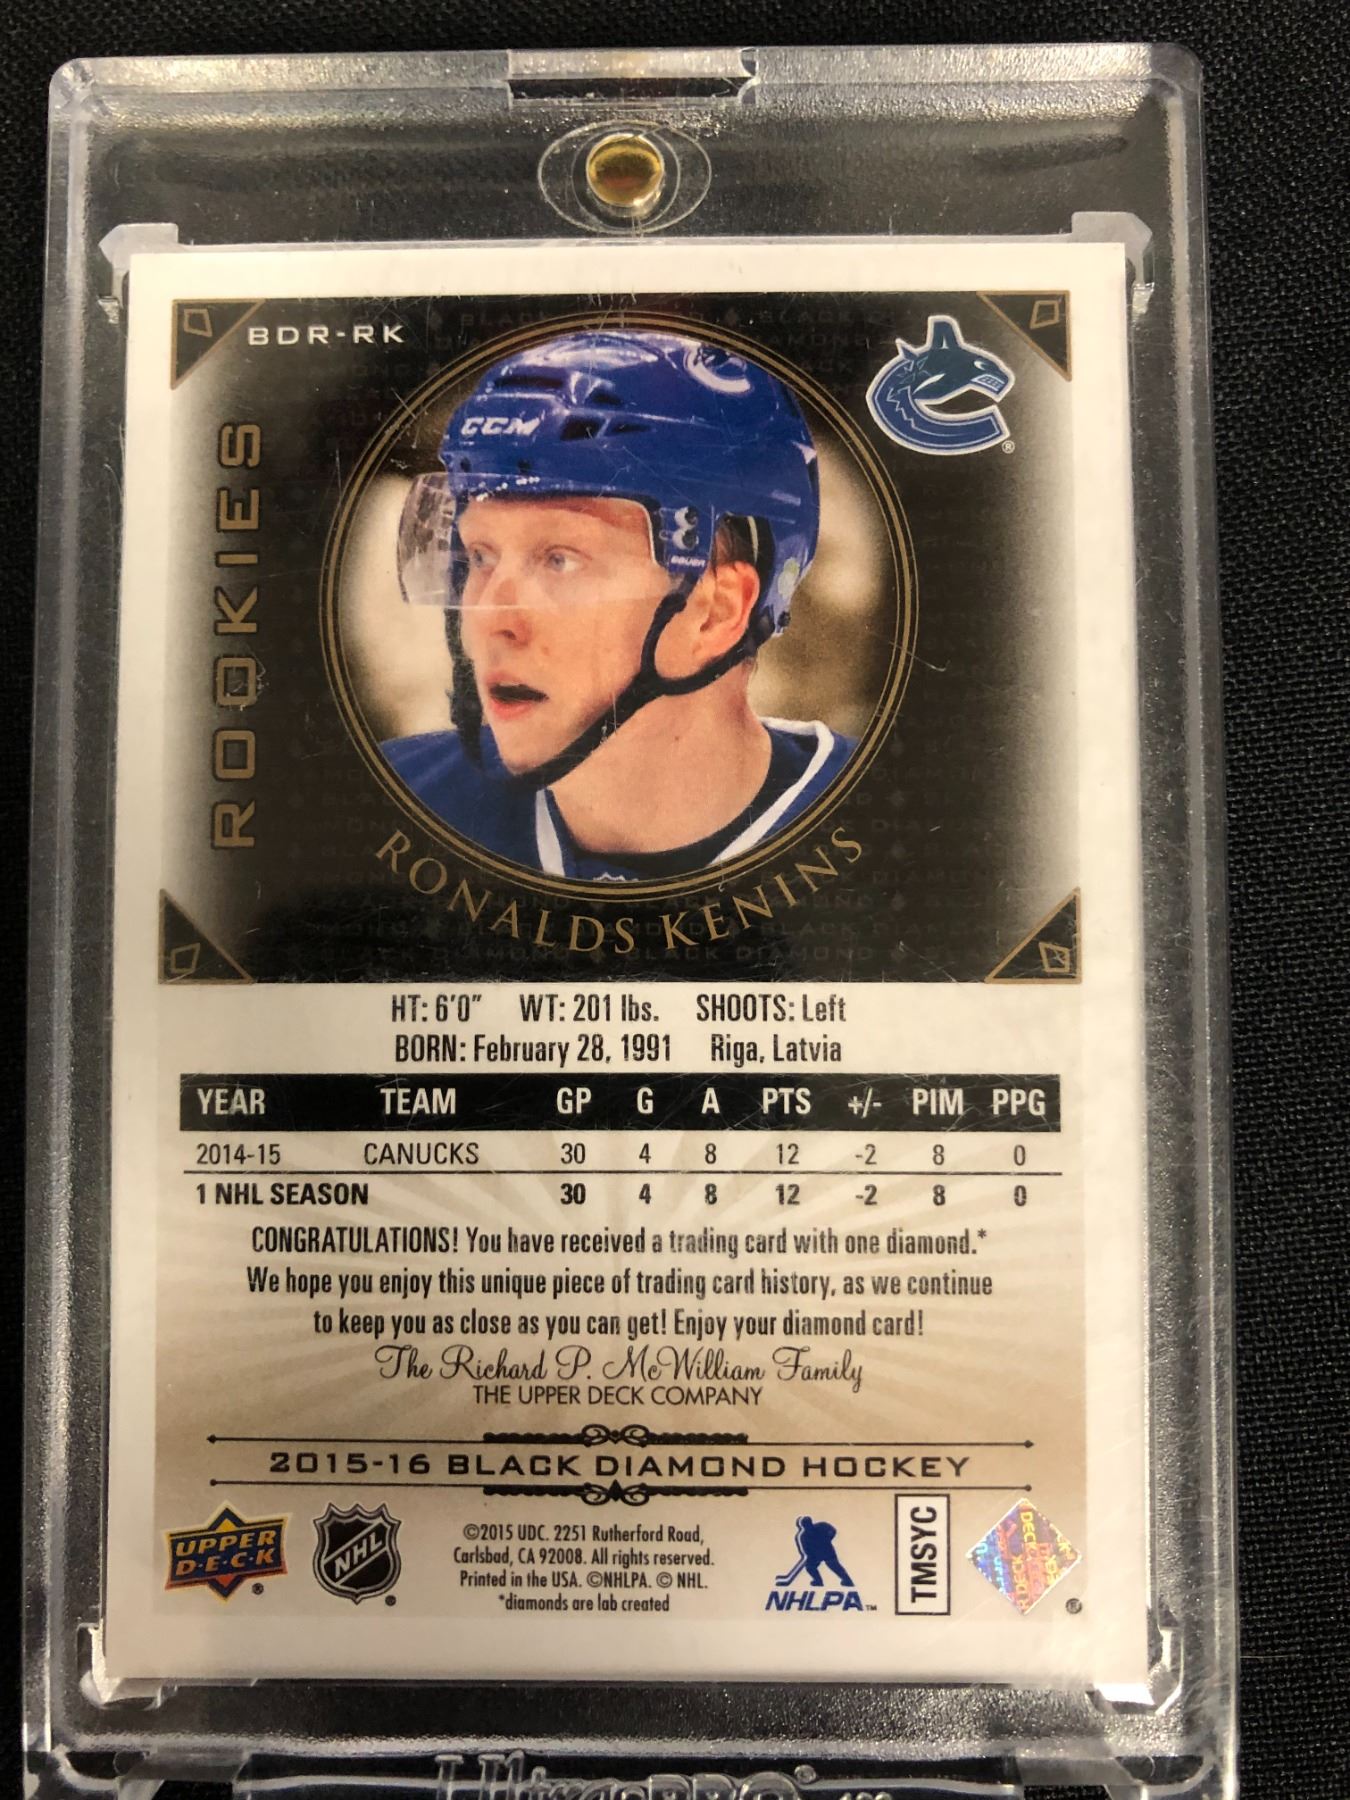 BDR-RK
CCM
BAUER
ROOKIES
RONALDS KENINS
HT: 6'0" WT: 201 lbs. SHOOTS: Left
BORN: February 28, 1991 Riga, Latvia
YEAR TEAM GP G A PTS +/- PIM PPG
2014-15 CANUCKS 30 4 8 12 -2 8 0
1 NHL SEASON 30 4 8 12 -2 8 0
CONGRATULATIONS! You have received a trading card with one diamond.*
We hope you enjoy this unique piece of trading card history, as we continue
to keep you as close as you can get! Enjoy your diamond card!
The Richard P. McWilliam Family
THE UPPER DECK COMPANY
2015-16 BLACK DIAMOND HOCKEY
UPPER DECK®
NHL®
©2015 UDC. 2251 Rutherford Road,
Carlsbad, CA 92008. All rights reserved.
Printed in the USA. ©NHLPA. © NHL.
*diamonds are lab created
NHLPA™
TMSYC
UltraPRO®